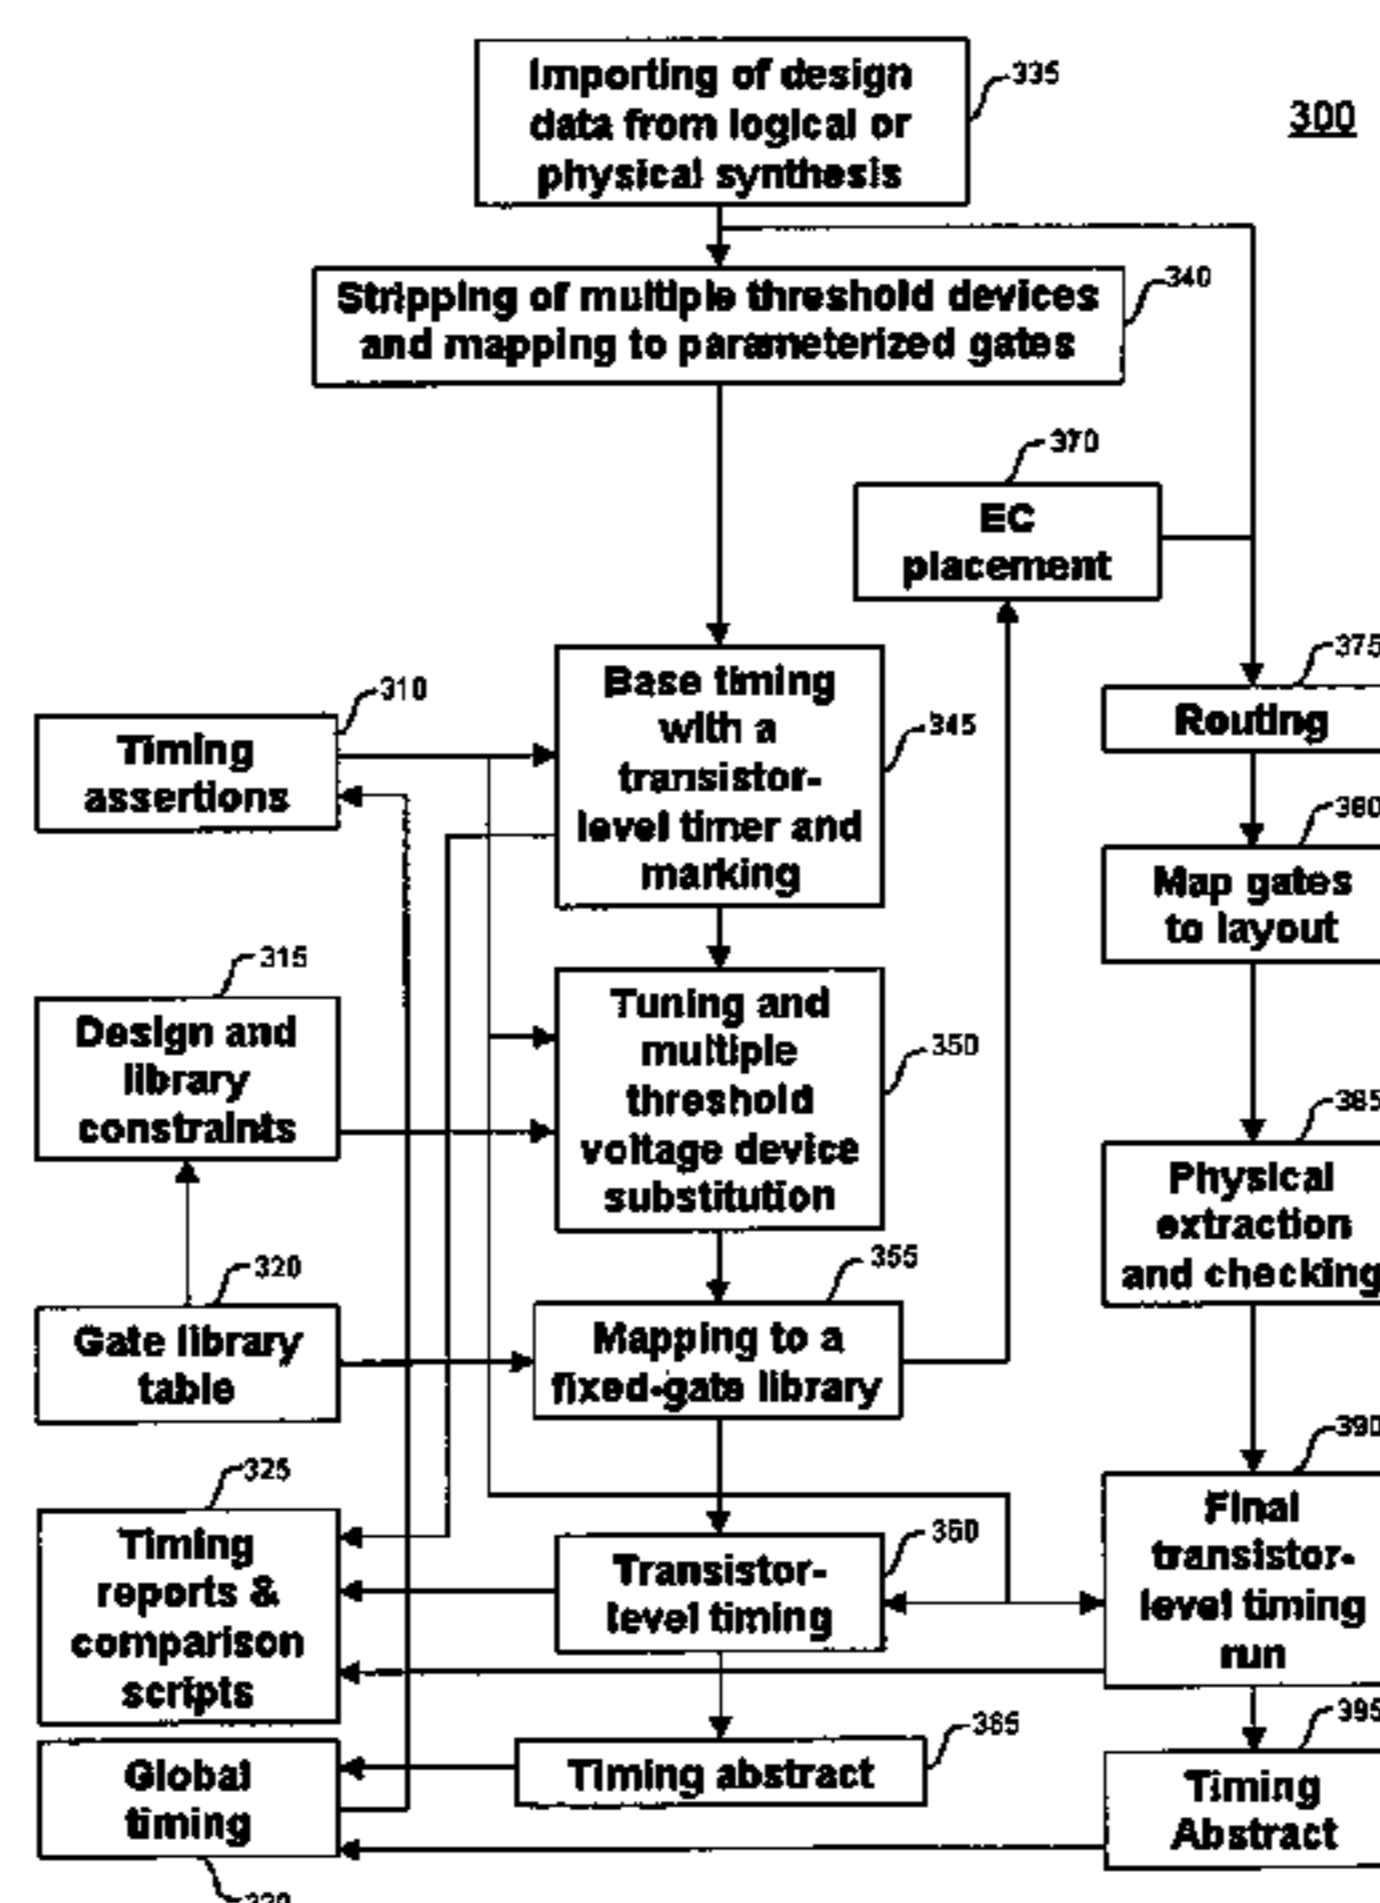 Importing of design
data from logical or
physical synthesis
335
300
Stripping of multiple threshold devices
and mapping to parameterized gates
340
370
EC
placement
375
Routing
310
Timing
assertions
Base timing
with a
transistor-
level timer and
marking
345
380
Map gates
to layout
315
Design and
library
constraints
Tuning and
multiple
threshold
voltage device
substitution
350
385
Physical
extraction
and checking
320
Gate library
table
355
Mapping to a
fixed-gate library
390
Final
transistor-
level timing
run
325
Timing
reports &
comparison
scripts
360
Transistor-
level timing
365
Timing abstract
395
Timing
Abstract
Global
timing